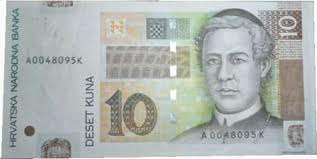 HRVATSKA NARODNA BANKA
A0048095K
10
DESET KUNA
10
A0048095K